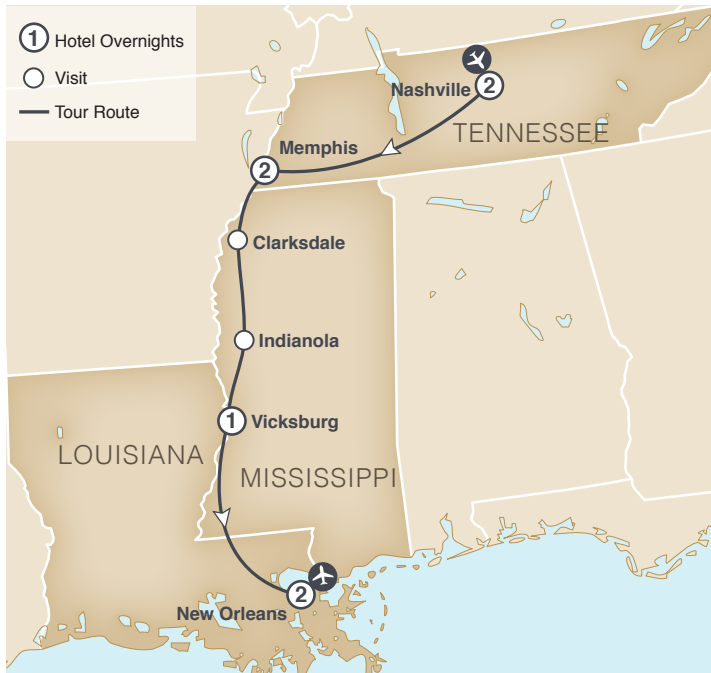 1 Hotel Overnights
Visit
Tour Route
Nashville 2
TENNESSEE
Memphis
2
Clarksdale
Indianola
1 Vicksburg
LOUISIANA
MISSISSIPPI
2
New Orleans